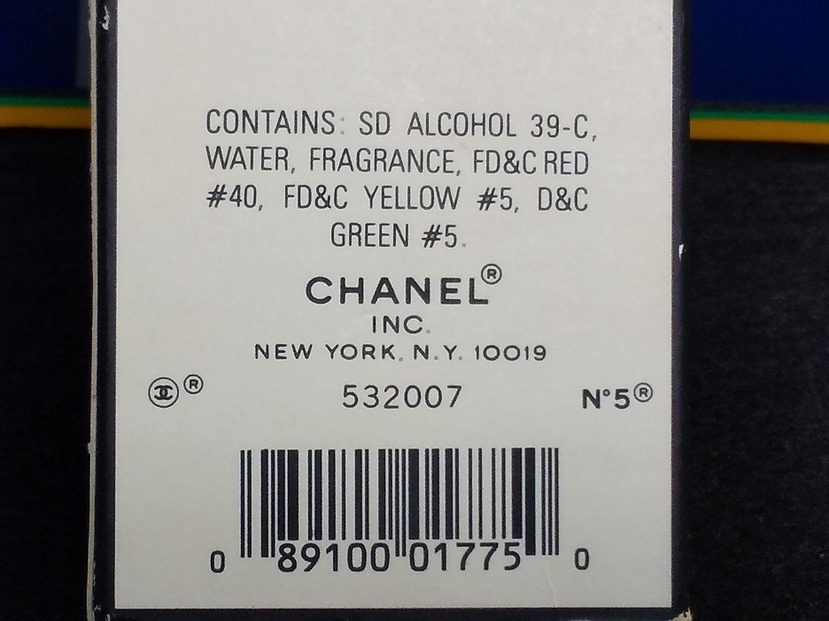 CONTAINS: SD ALCOHOL 39-C,
WATER, FRAGRANCE, FD&C RED
#40, FD&C YELLOW #5, D&C
GREEN #5.
CHANEL®
INC.
NEW YORK, N.Y. 10019
®
532007
N°5®
0 89100 01775 0